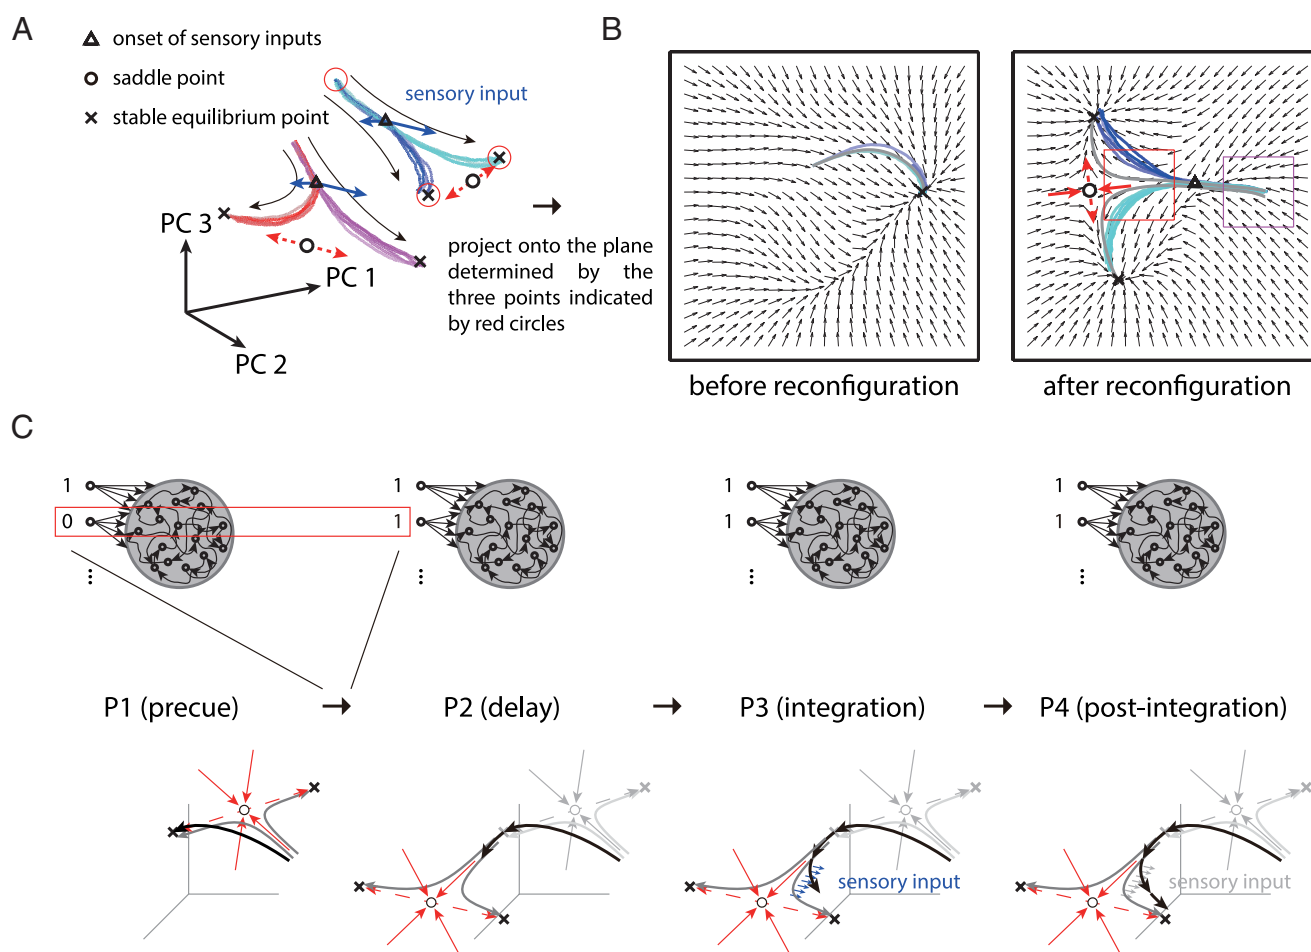 A
onset of sensory inputs
saddle point
stable equilibrium point
sensory input
PC 3
PC 1
PC 2
project onto the plane
determined by the
three points indicated
by red circles
B
before reconfiguration
after reconfiguration
C
1
0
⋮
1
1
⋮
1
1
⋮
1
1
⋮
P1 (precue)
P2 (delay)
P3 (integration)
P4 (post-integration)
sensory input
sensory input